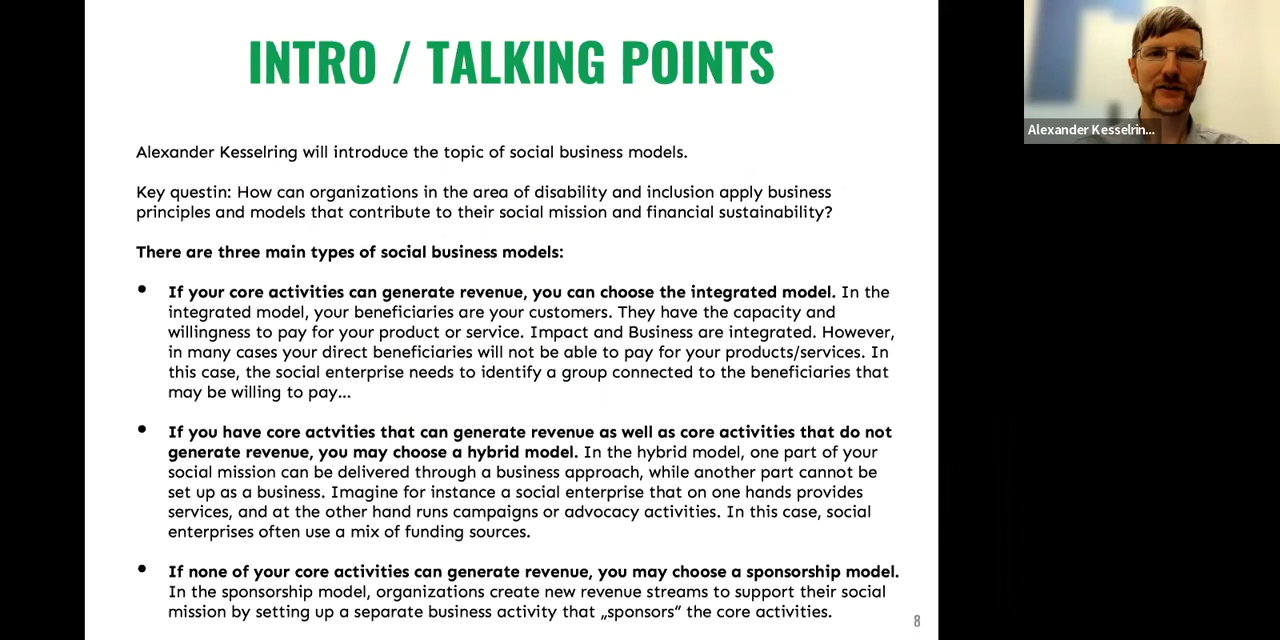 INTRO / TALKING POINTS
Alexander Kesselring will introduce the topic of social business models.
Key questin: How can organizations in the area of disability and inclusion apply business
principles and models that contribute to their social mission and financial sustainability?
There are three main types of social business models:
• If your core activities can generate revenue, you can choose the integrated model. In the
integrated model, your beneficiaries are your customers. They have the capacity and
willingness to pay for your product or service. Impact and Business are integrated. However,
in many cases your direct beneficiaries will not be able to pay for your products/services. In
this case, the social enterprise needs to identify a group connected to the beneficiaries that
may be willing to pay...
• If you have core actvities that can generate revenue as well as core activities that do not
generate revenue, you may choose a hybrid model. In the hybrid model, one part of your
social mission can be delivered through a business approach, while another part cannot be
set up as a business. Imagine for instance a social enterprise that on one hands provides
services, and at the other hand runs campaigns or advocacy activities. In this case, social
enterprises often use a mix of funding sources.
• If none of your core activities can generate revenue, you may choose a sponsorship model.
In the sponsorship model, organizations create new revenue streams to support their social
mission by setting up a separate business activity that „sponsors“ the core activities.
8
Alexander Kesselrin...